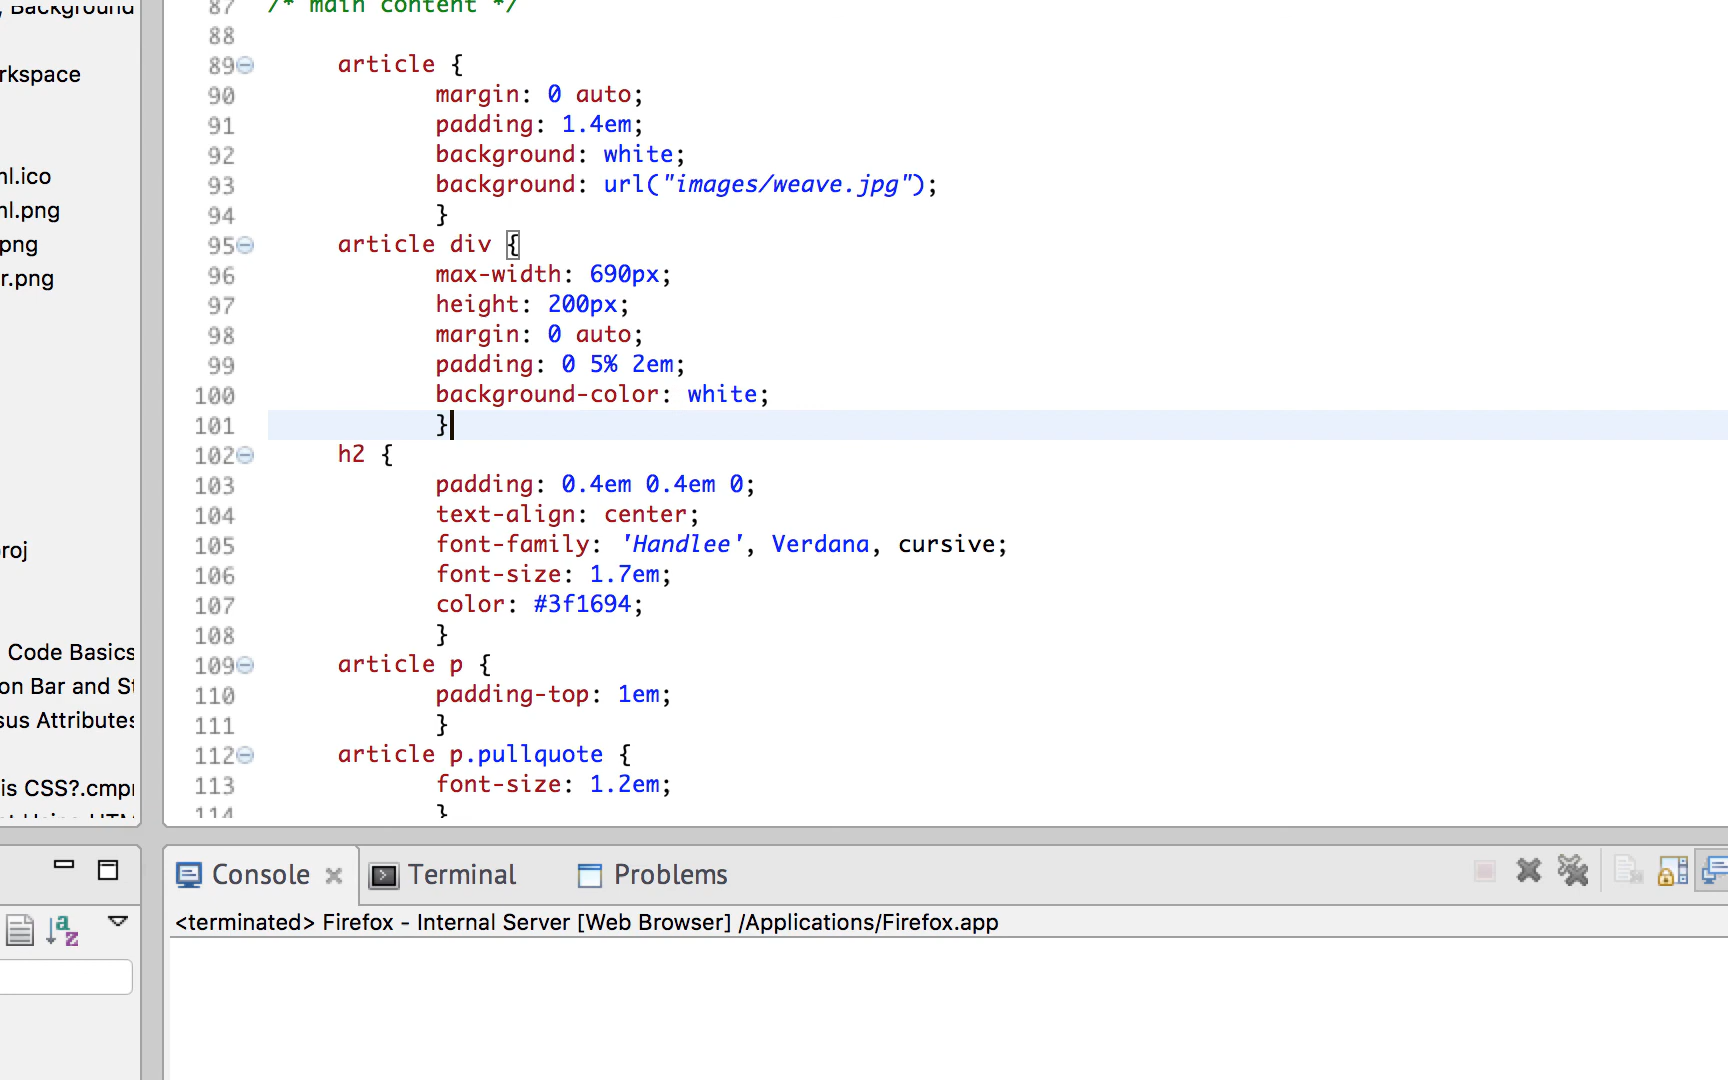 , Background
rkspace
nl.ico
nl.png
png
r.png
roj
Code Basics
on Bar and St
sus Attributes
is CSS?.cmpr
87 /* main content */
88
89 article {
90 margin: 0 auto;
91 padding: 1.4em;
92 background: white;
93 background: url("images/weave.jpg");
94 }
95 article div {
96 max-width: 690px;
97 height: 200px;
98 margin: 0 auto;
99 padding: 0 5% 2em;
100 background-color: white;
101 }
102 h2 {
103 padding: 0.4em 0.4em 0;
104 text-align: center;
105 font-family: 'Handlee', Verdana, cursive;
106 font-size: 1.7em;
107 color: #3f1694;
108 }
109 article p {
110 padding-top: 1em;
111 }
112 article p.pullquote {
113 font-size: 1.2em;
114 }
Console Terminal Problems
<terminated> Firefox - Internal Server [Web Browser] /Applications/Firefox.app
a
z